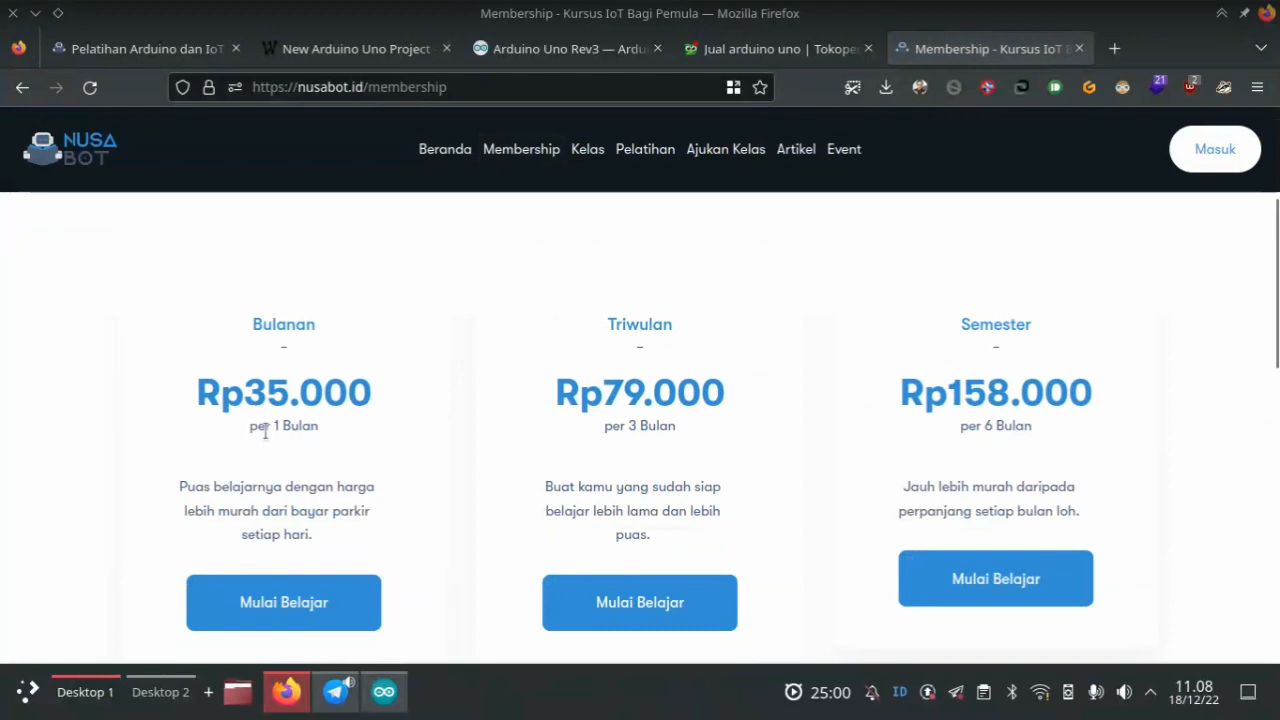 Membership - Kursus IoT Bagi Pemula — Mozilla Firefox
Pelatihan Arduino dan IoT
New Arduino Uno Project
Arduino Uno Rev3 — Ardu
Jual arduino uno | Tokope
Membership - Kursus IoT B
https://nusabot.id/membership
21
2
NUSA
BOT
Beranda Membership Kelas Pelatihan Ajukan Kelas Artikel Event
Masuk
Bulanan
-
Rp35.000
per 1 Bulan
Puas belajarnya dengan harga
lebih murah dari bayar parkir
setiap hari.
Mulai Belajar
Triwulan
-
Rp79.000
per 3 Bulan
Buat kamu yang sudah siap
belajar lebih lama dan lebih
puas.
Mulai Belajar
Semester
-
Rp158.000
per 6 Bulan
Jauh lebih murah daripada
perpanjang setiap bulan loh.
Mulai Belajar
Desktop 1
Desktop 2
25:00
ID
11.08
18/12/22